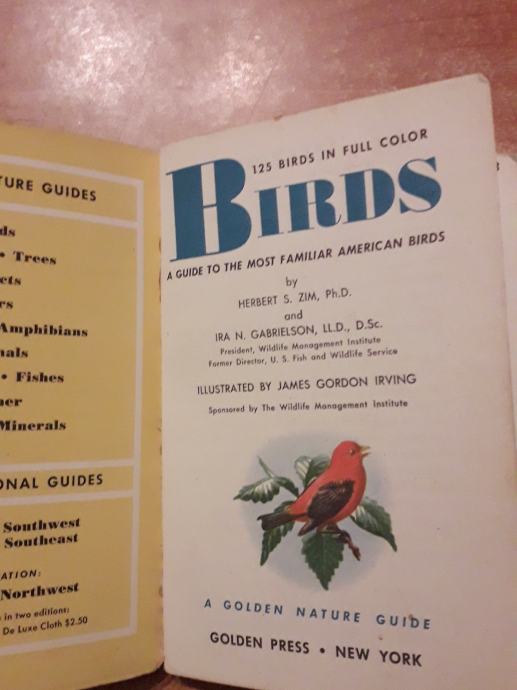 TURE GUIDES
ds
• Trees
cts
rs
Amphibians
nals
• Fishes
her
Minerals
ONAL GUIDES
Southwest
Southeast
ATION:
Northwest
in two editions:
De Luxe Cloth $2.50
125 BIRDS IN FULL COLOR
BIRDS
A GUIDE TO THE MOST FAMILIAR AMERICAN BIRDS
by
HERBERT S. ZIM, Ph.D.
and
IRA N. GABRIELSON, LL.D., D.Sc.
President, Wildlife Management Institute
Former Director, U. S. Fish and Wildlife Service
ILLUSTRATED BY JAMES GORDON IRVING
Sponsored by The Wildlife Management Institute
A GOLDEN NATURE GUIDE
GOLDEN PRESS • NEW YORK